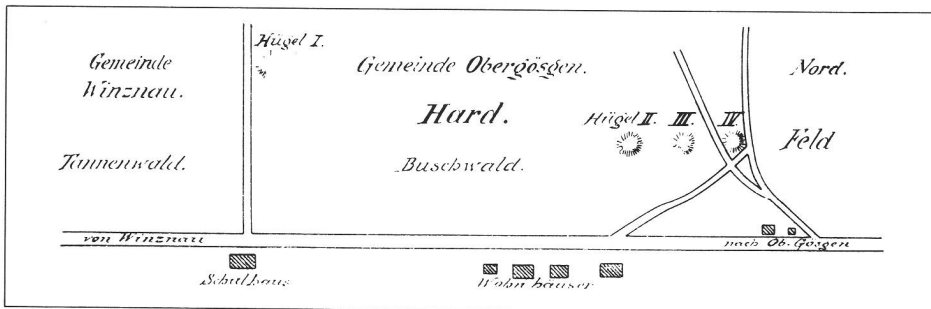 Gemeinde
Winznau.
Tannenwald.
Hügel I.
Gemeinde Obergösgen.
Hard.
Buschwald.
Hügel II. III. IV.
Nord.
Feld
von Winznau
nach Ob. Gösgen
Schulhaus
Wohnhäuser